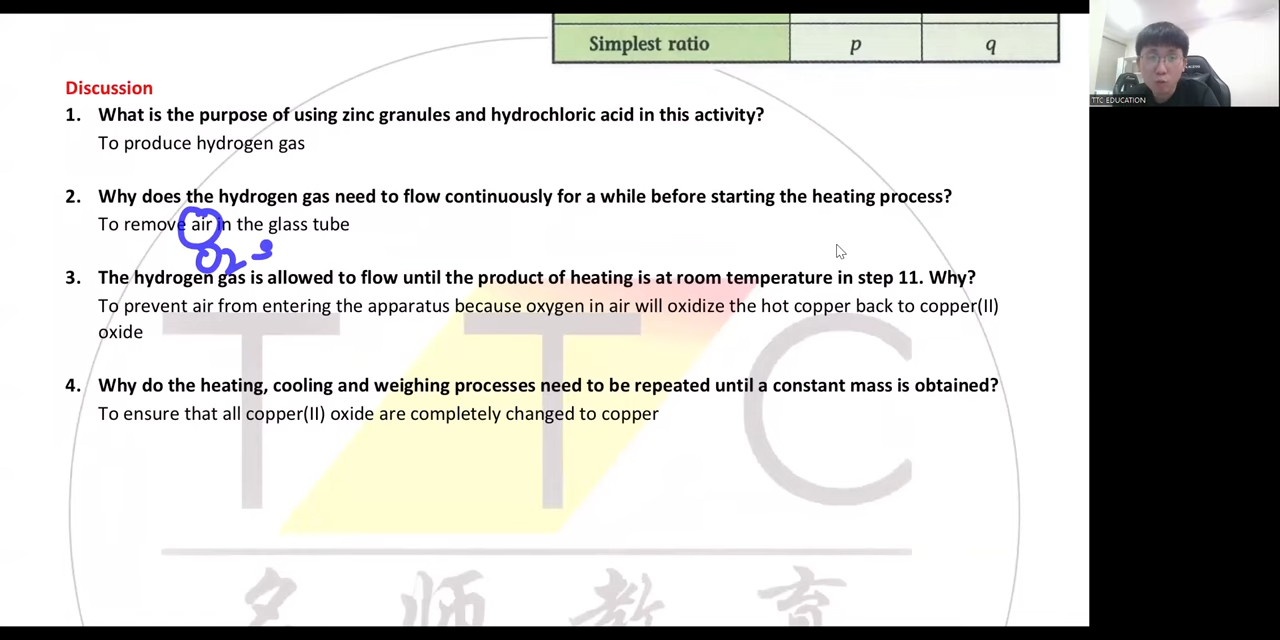 Simplest ratio p q
TTC EDUCATION
Discussion
1. What is the purpose of using zinc granules and hydrochloric acid in this activity?
To produce hydrogen gas
2. Why does the hydrogen gas need to flow continuously for a while before starting the heating process?
To remove air in the glass tube
O2
3. The hydrogen gas is allowed to flow until the product of heating is at room temperature in step 11. Why?
To prevent air from entering the apparatus because oxygen in air will oxidize the hot copper back to copper(II)
oxide
4. Why do the heating, cooling and weighing processes need to be repeated until a constant mass is obtained?
To ensure that all copper(II) oxide are completely changed to copper
TTC
名师教育